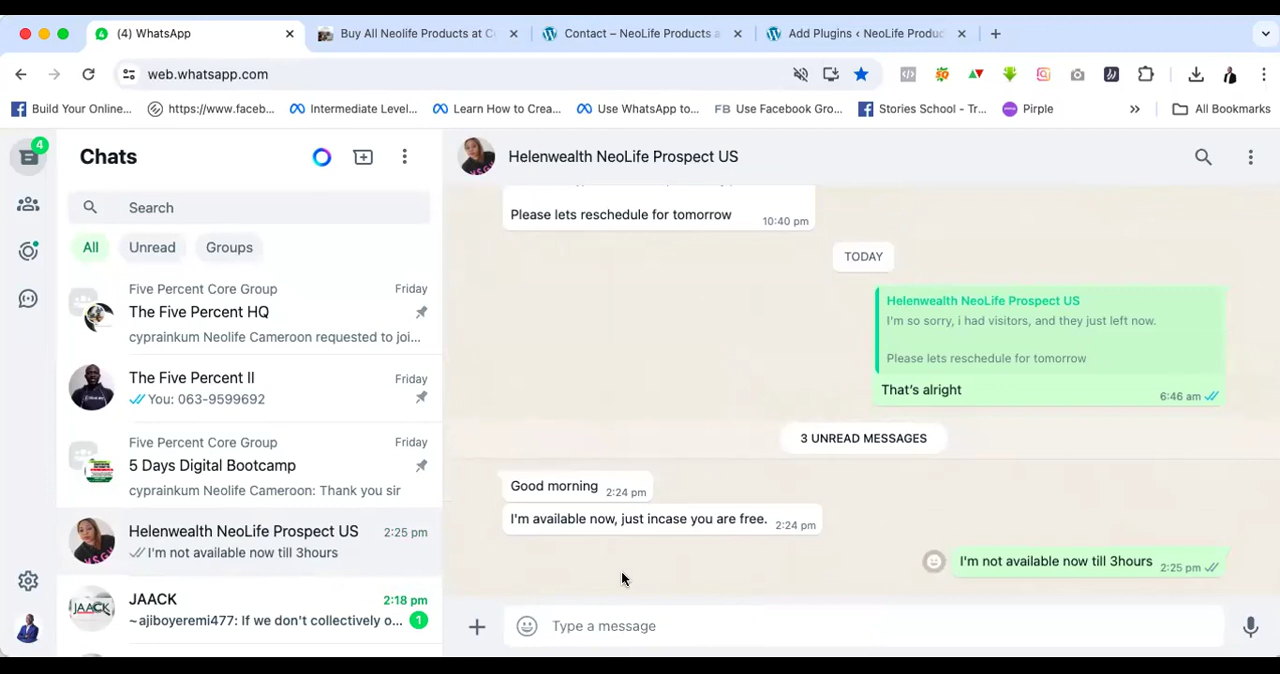 (4) WhatsApp
Buy All Neolife Products at C
Contact – NeoLife Products a
Add Plugins ‹ NeoLife Produc
web.whatsapp.com
Build Your Online...
https://www.faceb...
Intermediate Level...
Learn How to Crea...
Use WhatsApp to...
FB Use Facebook Gro...
Stories School - Tr...
Pirple
All Bookmarks
4
Chats
Search
All
Unread
Groups
Five Percent Core Group
Friday
The Five Percent HQ
cyprainkum Neolife Cameroon requested to joi...
The Five Percent II
Friday
You: 063-9599692
Five Percent Core Group
Friday
5 Days Digital Bootcamp
cyprainkum Neolife Cameroon: Thank you sir
Helenwealth NeoLife Prospect US
2:25 pm
I'm not available now till 3hours
JAACK
JAACK
2:18 pm
~ajiboyeremi477: If we don't collectively o...
1
Helenwealth NeoLife Prospect US
Please lets reschedule for tomorrow
10:40 pm
TODAY
Helenwealth NeoLife Prospect US
I'm so sorry, i had visitors, and they just left now.
Please lets reschedule for tomorrow
That's alright
6:46 am
3 UNREAD MESSAGES
Good morning
2:24 pm
I'm available now, just incase you are free.
2:24 pm
I'm not available now till 3hours
2:25 pm
Type a message